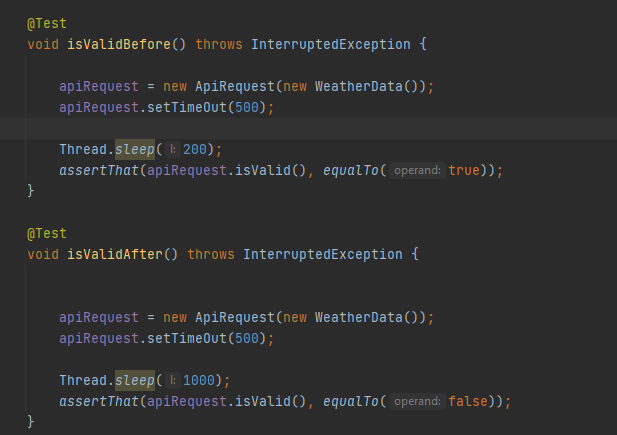 @Test
void isValidBefore() throws InterruptedException {
apiRequest = new ApiRequest(new WeatherData());
apiRequest.setTimeOut(500);
Thread.sleep( l: 200);
assertThat(apiRequest.isValid(), equalTo( operand: true));
}
@Test
void isValidAfter() throws InterruptedException {
apiRequest = new ApiRequest(new WeatherData());
apiRequest.setTimeOut(500);
Thread.sleep( l: 1000);
assertThat(apiRequest.isValid(), equalTo( operand: false));
}